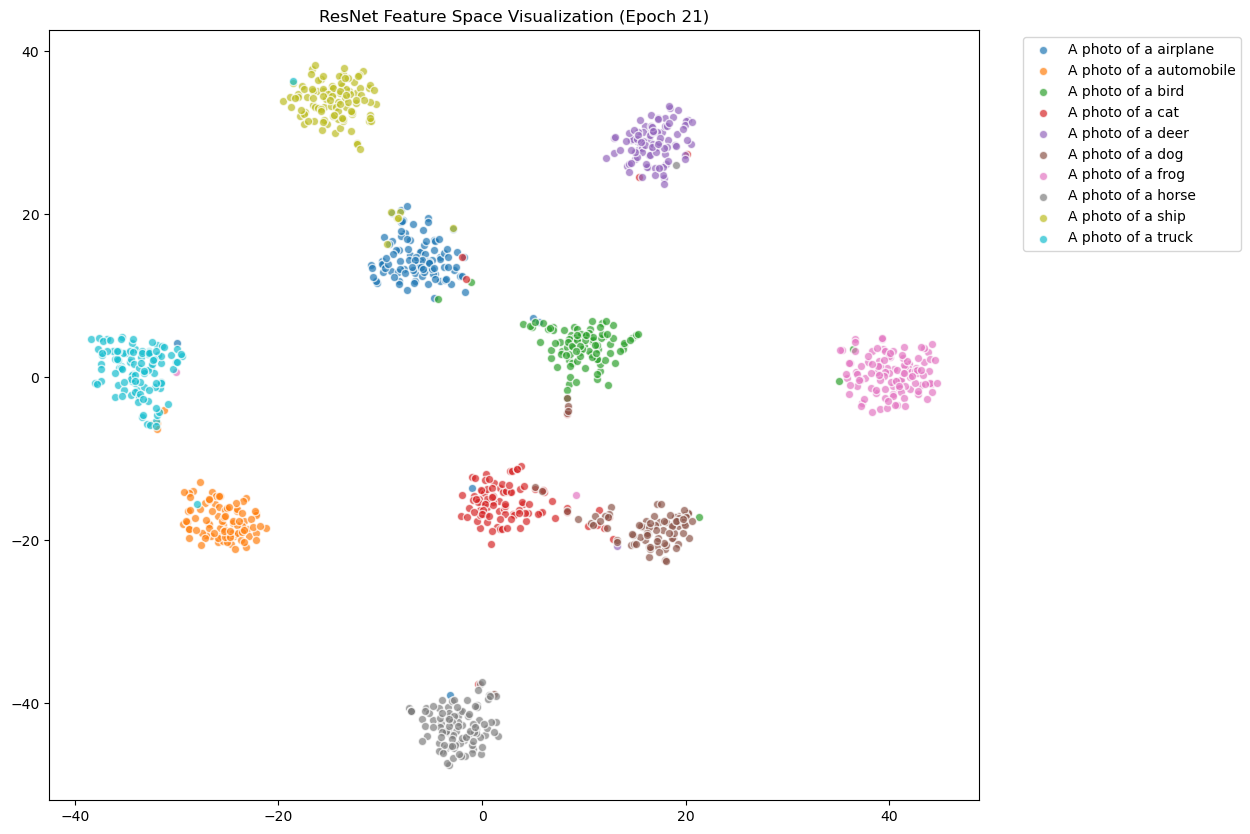 ResNet Feature Space Visualization (Epoch 21)
A photo of a airplane
A photo of a automobile
A photo of a bird
A photo of a cat
A photo of a deer
A photo of a dog
A photo of a frog
A photo of a horse
A photo of a ship
A photo of a truck
40
20
0
−20
−40
−40 −20 0 20 40